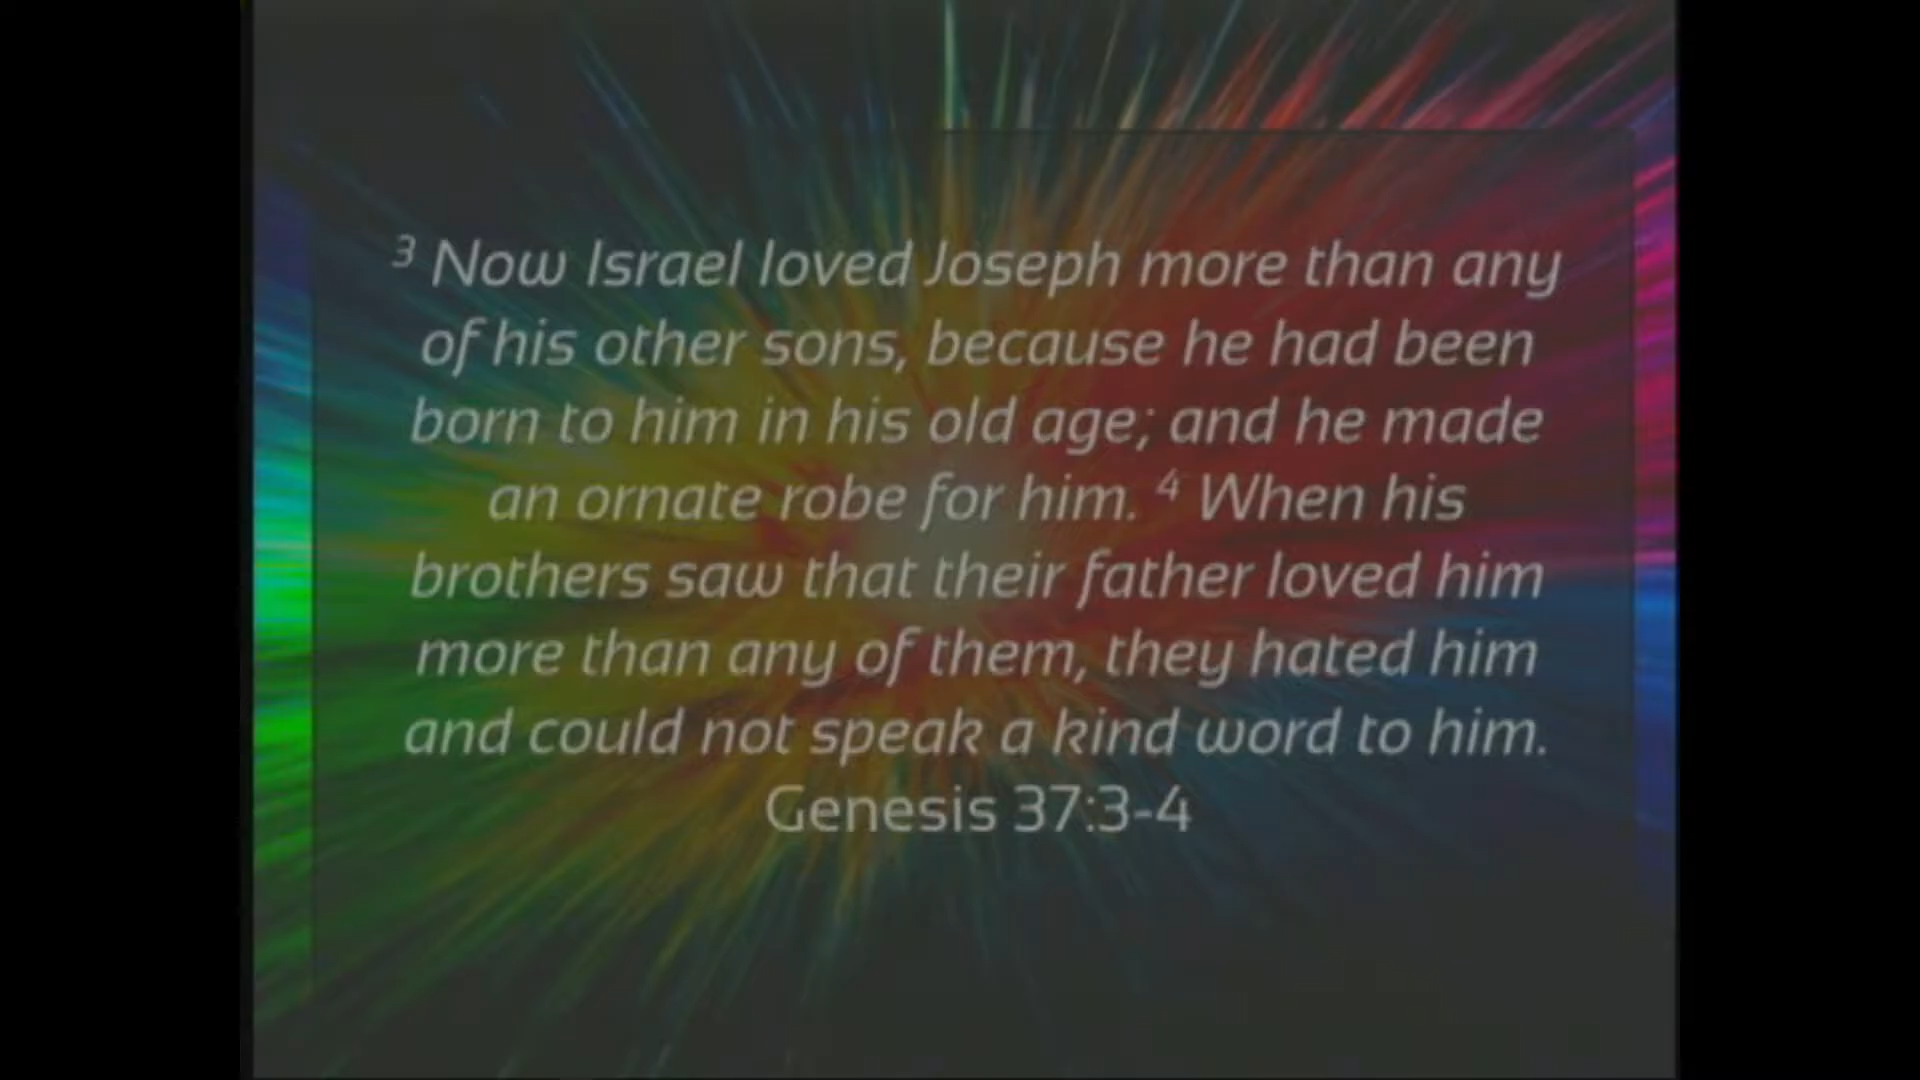 ³ Now Israel loved Joseph more than any
of his other sons, because he had been
born to him in his old age; and he made
an ornate robe for him. ⁴ When his
brothers saw that their father loved him
more than any of them, they hated him
and could not speak a kind word to him.
Genesis 37:3-4